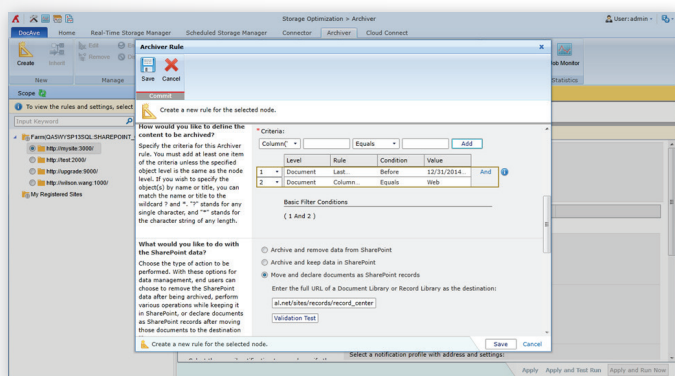 Storage Optimization > Archiver
User: admin
DocAve Home Real-Time Storage Manager Scheduled Storage Manager Connector Archiver Cloud Connect
Create Inherit Edit Remove
Job Monitor
New Manage Statistics
Scope
To view the rules and settings, select
Input Keyword
Farm(QASWYSP13SQL:SHAREPOINT_
http://mysite:3000/
http://test:2000/
http://upgrade:9000/
http://wilson.wang:1000/
My Registered Sites
Archiver Rule
Save Cancel
Commit
Create a new rule for the selected node.
How would you like to define the
content to be archived?
Specify the criteria for this Archiver
rule. You must add at least one item
of the criteria unless the specified
object level is the same as the node
level. If you wish to specify the
object(s) by name or title, you can
match the name or title to the
wildcard ? and *. "?" stands for any
single character, and "*" stands for
the character string of any length.
* Criteria:
Column(' Equals Add
Level Rule Condition Value
1 Document Last... Before 12/31/2014... And
2 Document Column... Equals Web
Basic Filter Conditions
( 1 And 2 )
What would you like to do with
the SharePoint data?
Choose the type of action to be
performed. With these options for
data management, end users can
choose to remove the SharePoint
data after being archived, perform
various operations while keeping it
in SharePoint, or declare documents
as SharePoint records after moving
those documents to the destination
Archive and remove data from SharePoint
Archive and keep data in SharePoint
Move and declare documents as SharePoint records
Enter the full URL of a Document Library or Record Library as the destination:
al.net/sites/records/record_center
Validation Test
Create a new rule for the selected node.
Save Cancel
Select a notification profile with address and settings:
Apply Apply and Test Run Apply and Run Now